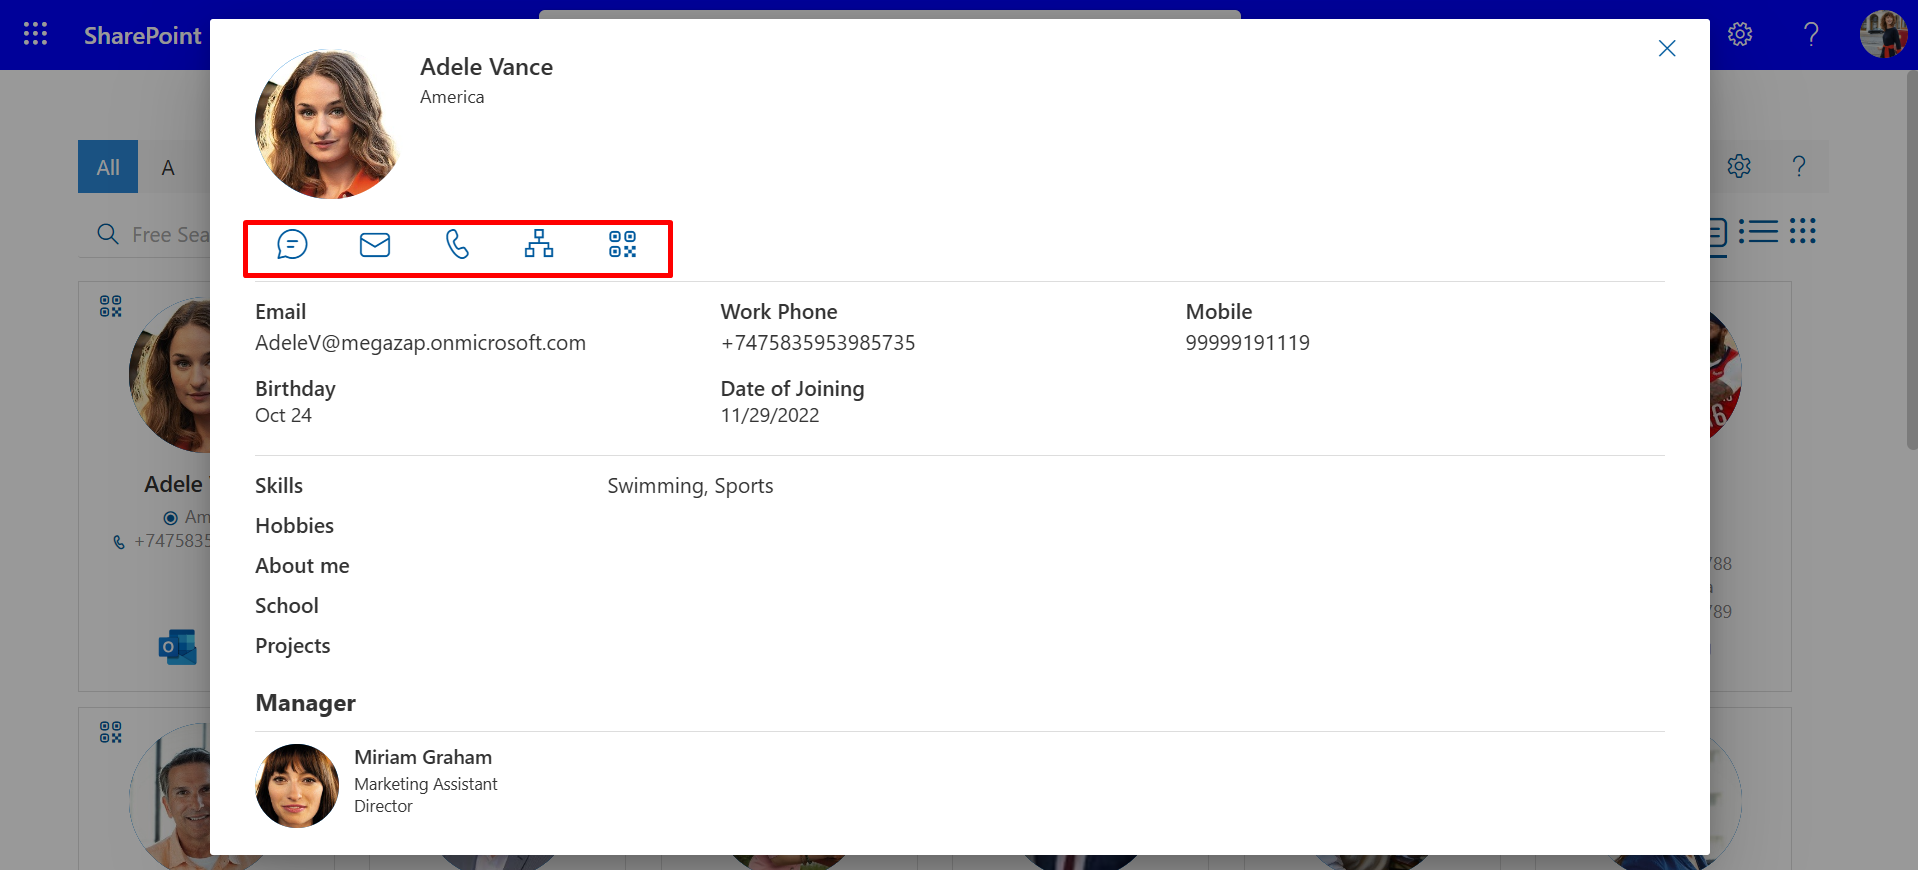 SharePoint
Adele Vance
America
All A
Free Sea
Email Work Phone Mobile
AdeleV@megazap.onmicrosoft.com +7475835953985735 99999191119
Birthday Date of Joining
Oct 24 11/29/2022
Adele
Skills Swimming, Sports
Am
Hobbies
+7475835
About me
788
School
789
Projects
Manager
Miriam Graham
Marketing Assistant
Director